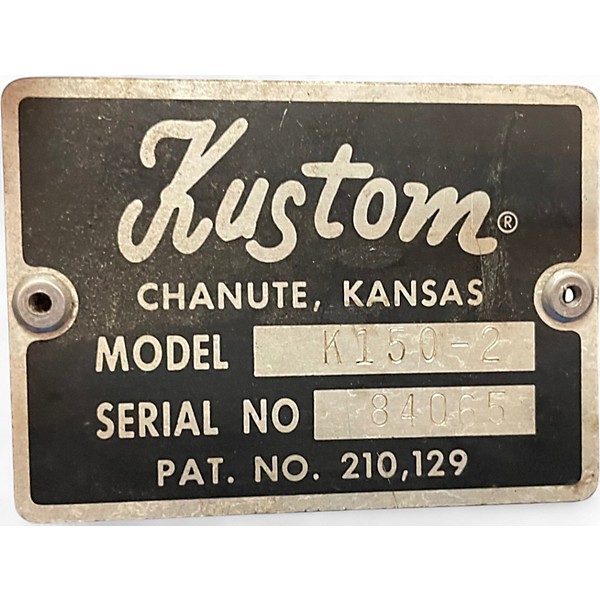 Kustom®
CHANUTE, KANSAS
MODEL K150-2
SERIAL NO 84065
PAT. NO. 210,129